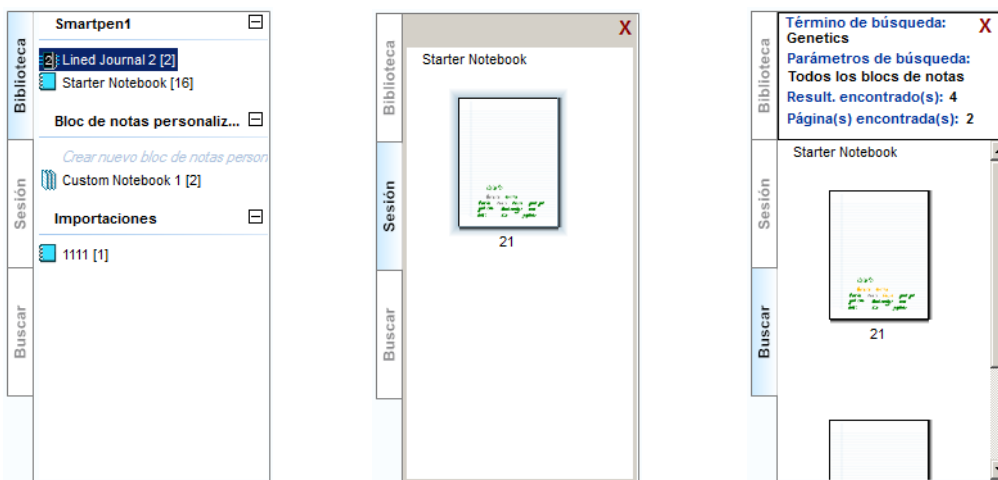 Biblioteca
Sesión
Buscar
Smartpen1
2 Lined Journal 2 [2]
Starter Notebook [16]
Bloc de notas personaliz...
Crear nuevo bloc de notas person
Custom Notebook 1 [2]
Importaciones
1111 [1]
Biblioteca
Sesión
Buscar
X
Starter Notebook
21
Biblioteca
Sesión
Buscar
Término de búsqueda: X
Genetics
Parámetros de búsqueda:
Todos los blocs de notas
Result. encontrado(s): 4
Página(s) encontrada(s): 2
Starter Notebook
21